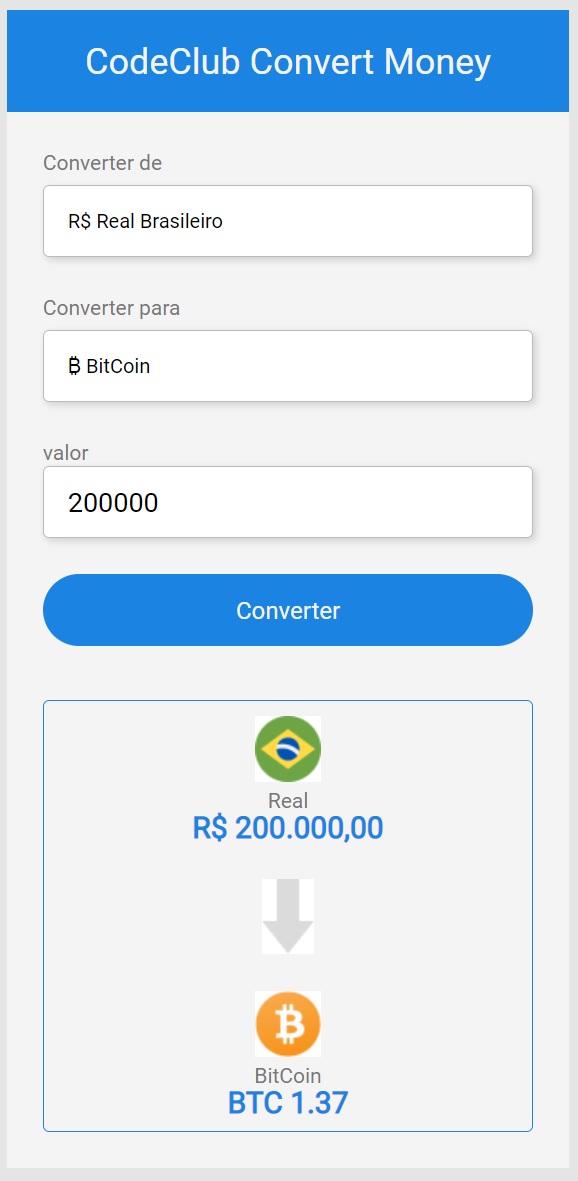 CodeClub Convert Money
Converter de
R$ Real Brasileiro
Converter para
₿ BitCoin
valor
200000
Converter
Real
R$ 200.000,00
BitCoin
BTC 1.37